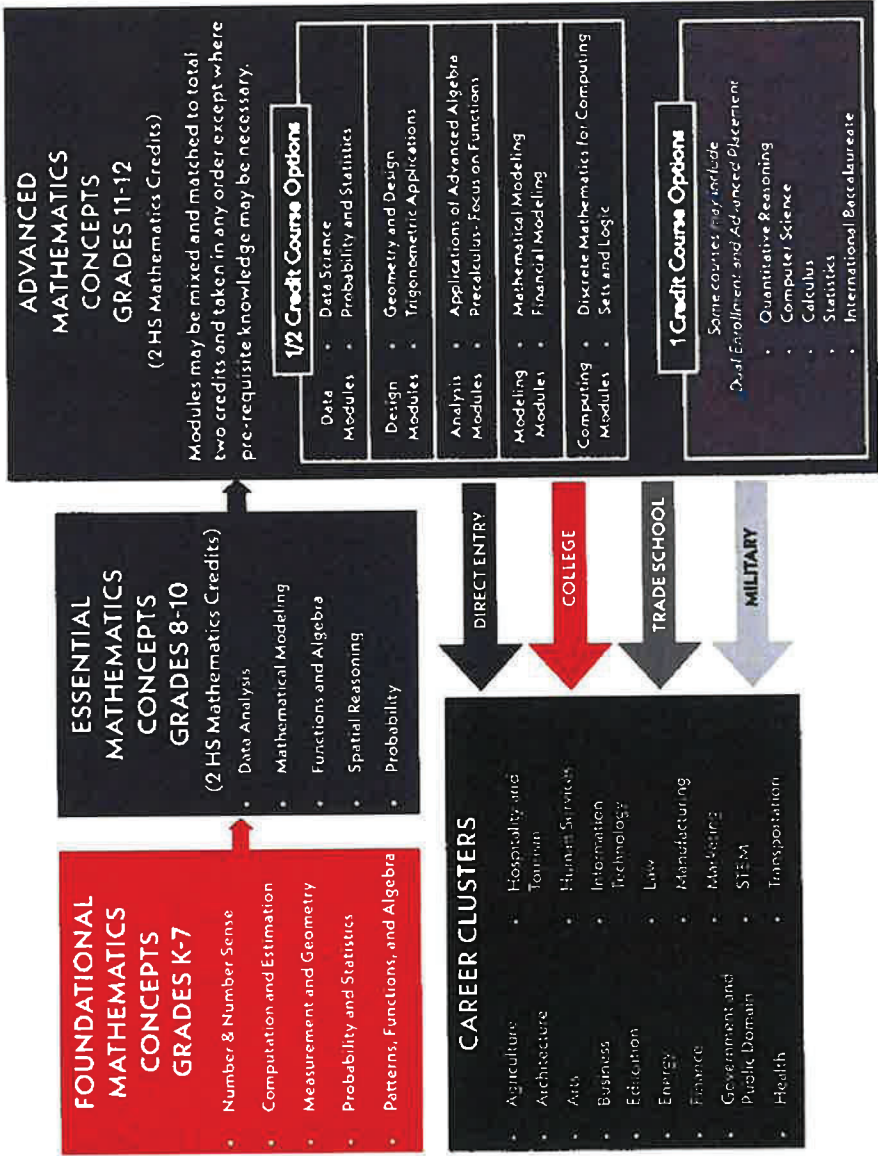 FOUNDATIONAL
MATHEMATICS
CONCEPTS
GRADES K-7
• Number & Number Sense
• Computation and Estimation
• Measurement and Geometry
• Probability and Statistics
• Patterns, Functions, and Algebra
ESSENTIAL
MATHEMATICS
CONCEPTS
GRADES 8-10
(2 HS Mathematics Credits)
• Data Analysis
• Mathematical Modeling
• Functions and Algebra
• Spatial Reasoning
• Probability
ADVANCED
MATHEMATICS
CONCEPTS
GRADES 11-12
(2 HS Mathematics Credits)
Modules may be mixed and matched to total
two credits and taken in any order except where
pre-requisite knowledge may be necessary.
1/2 Credit Course Options
Data
Modules
• Data Science
• Probability and Statistics
Design
Modules
• Geometry and Design
• Trigonometric Applications
Analysis
Modules
• Applications of Advanced Algebra
• Precalculus- Focus on Functions
Modeling
Modules
• Mathematical Modeling
• Financial Modeling
Computing
Modules
• Discrete Mathematics for Computing
• Sets and Logic
1 Credit Course Options
Some courses may include
Dual Enrollment and Advanced Placement
• Quantitative Reasoning
• Computer Science
• Calculus
• Statistics
• International Baccalaureate
DIRECT ENTRY
COLLEGE
TRADE SCHOOL
MILITARY
CAREER CLUSTERS
• Agriculture
• Architecture
• Arts
• Business
• Education
• Energy
• Finance
• Government and
Public Domain
• Health
• Hospitality and
Tourism
• Human Services
• Information
Technology
• Law
• Manufacturing
• Marketing
• STEM
• Transportation